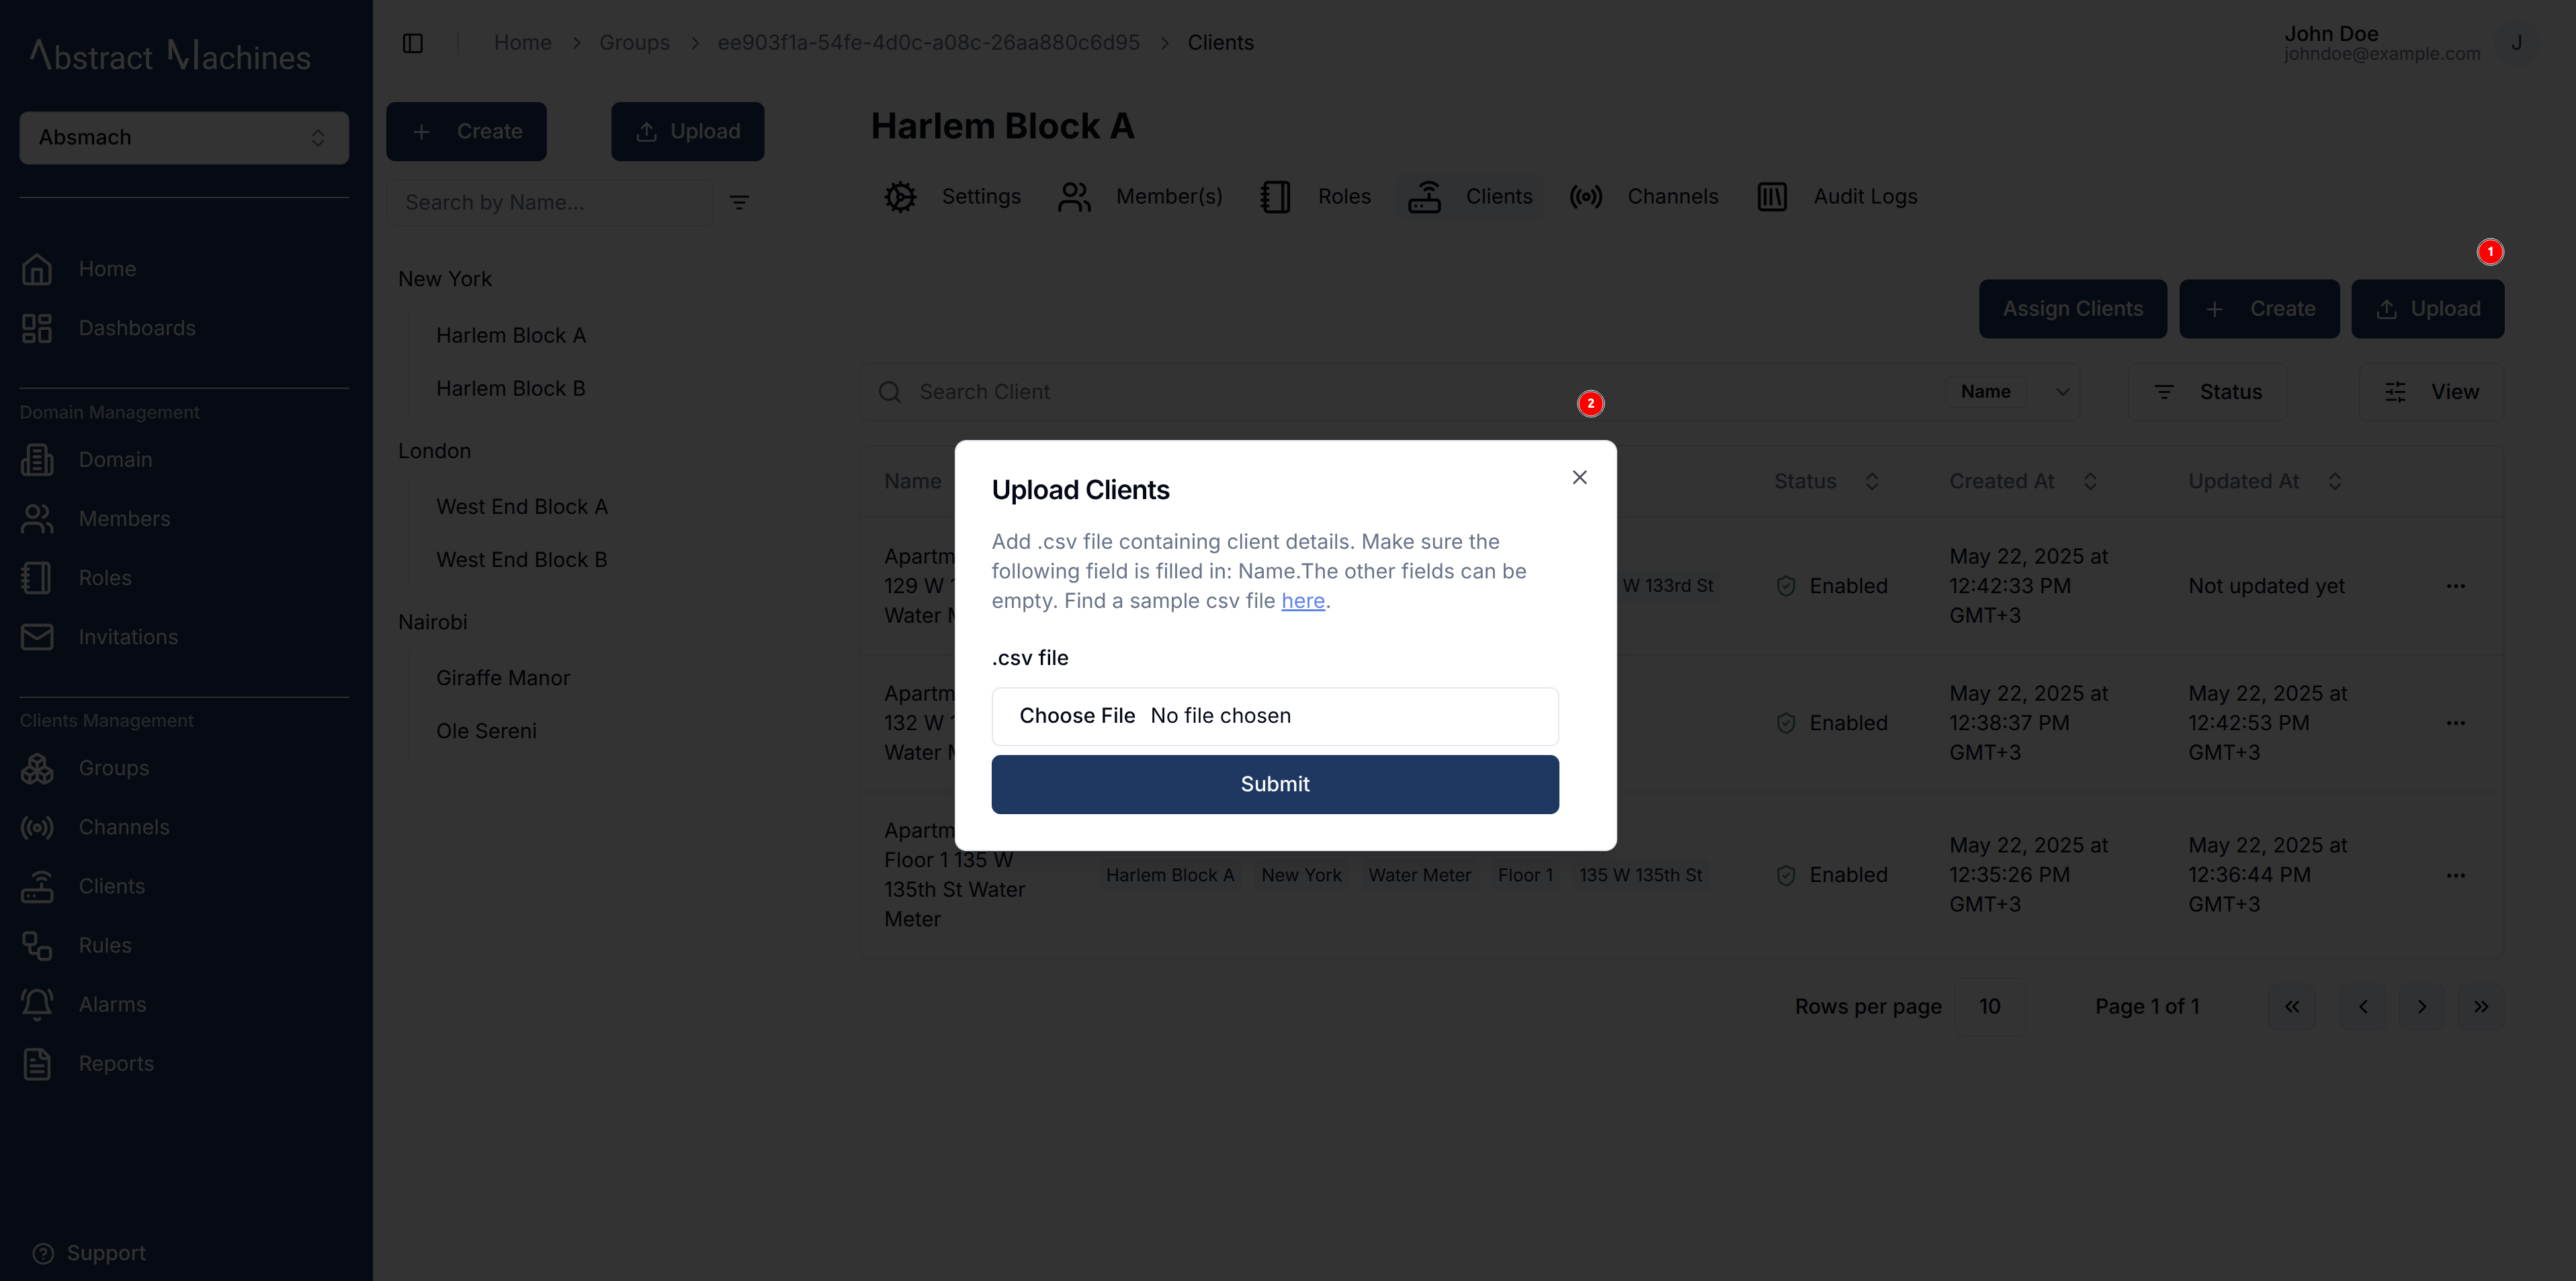 Abstract Machines
Absmach
Home
Dashboards
Domain Management
Domain
Members
Roles
Invitations
Clients Management
Groups
Channels
Clients
Rules
Alarms
Reports
Support
Home > Groups > ee903f1a-54fe-4d0c-a08c-26aa880c6d95 > Clients
John Doe
johndoe@example.com
J
+ Create
Upload
Search by Name...
New York
Harlem Block A
Harlem Block B
London
West End Block A
West End Block B
Nairobi
Giraffe Manor
Ole Sereni
Harlem Block A
Settings
Member(s)
Roles
Clients
Channels
Audit Logs
1
Assign Clients
+ Create
Upload
Search Client
Name
Status
View
2
Name
Status
Created At
Updated At
129 W
Water
W 133rd St
Enabled
May 22, 2025 at
12:42:33 PM
GMT+3
Not updated yet
132 W
Water
Enabled
May 22, 2025 at
12:38:37 PM
GMT+3
May 22, 2025 at
12:42:53 PM
GMT+3
Floor 1 135 W
135th St Water
Meter
Harlem Block A
New York
Water Meter
Floor 1
135 W 135th St
Enabled
May 22, 2025 at
12:35:26 PM
GMT+3
May 22, 2025 at
12:36:44 PM
GMT+3
Upload Clients
Add .csv file containing client details. Make sure the
following field is filled in: Name.The other fields can be
empty. Find a sample csv file here.
.csv file
Choose File No file chosen
Submit
Rows per page
10
Page 1 of 1